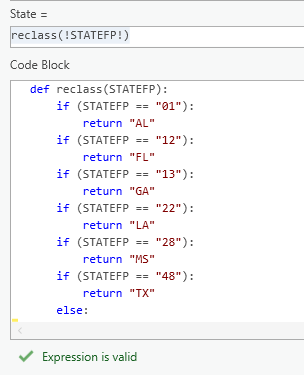 State =
reclass(!STATEFP!)
Code Block
def reclass(STATEFP):
    if (STATEFP == "01"):
        return "AL"
    if (STATEFP == "12"):
        return "FL"
    if (STATEFP == "13"):
        return "GA"
    if (STATEFP == "22"):
        return "LA"
    if (STATEFP == "28"):
        return "MS"
    if (STATEFP == "48"):
        return "TX"
    else:
Expression is valid